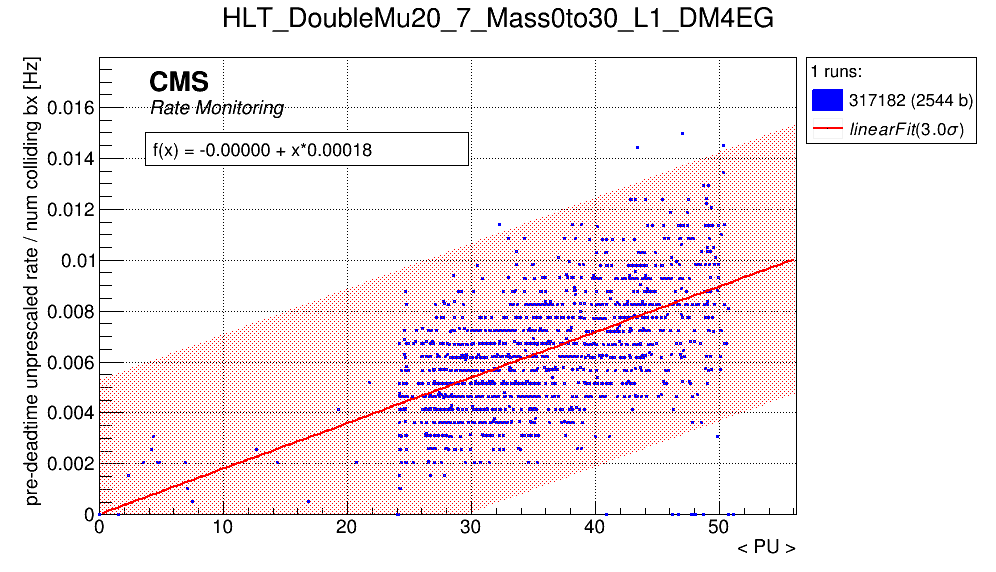 HLT_DoubleMu20_7_Mass0to30_L1_DM4EG
pre-deadtime unprescaled rate / num colliding bx [Hz]
CMS
Rate Monitoring
f(x) = -0.00000 + x*0.00018
0.016
0.014
0.012
0.01
0.008
0.006
0.004
0.002
0
0 10 20 30 40 50
< PU >
1 runs:
317182 (2544 b)
linearFit(3.0σ)